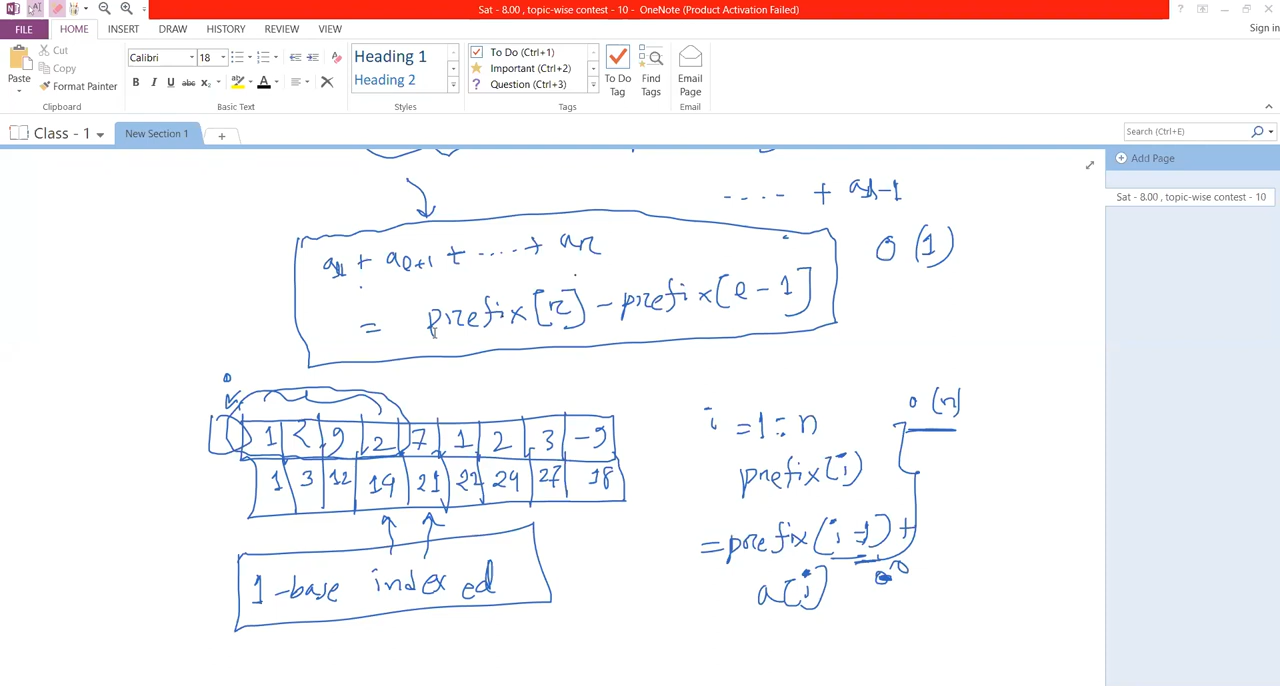 Sat - 8.00 , topic-wise contest - 10 - OneNote (Product Activation Failed)
FILE HOME INSERT DRAW HISTORY REVIEW VIEW
Sign in
Paste
Cut
Copy
Format Painter
Clipboard
Calibri 18
B I U abc X₂ A
Basic Text
Heading 1
Heading 2
Styles
To Do (Ctrl+1)
Important (Ctrl+2)
Question (Ctrl+3)
Tags
To Do Tag
Find Tags
Email Page
Email
Class - 1
New Section 1
Search (Ctrl+E)
Add Page
Sat - 8.00 , topic-wise contest - 10
..... + a
al + al+1 + ..... + ar
O (1)
= prefix[r] - prefix[l - 1]
0
1 2 9 2 7 1 2 3 -9
1 3 12 19 21 22 24 27 18
1 -base indexed
i = 1 : n
o (n)
prefix(i)
= prefix(i-1) +
a[i]